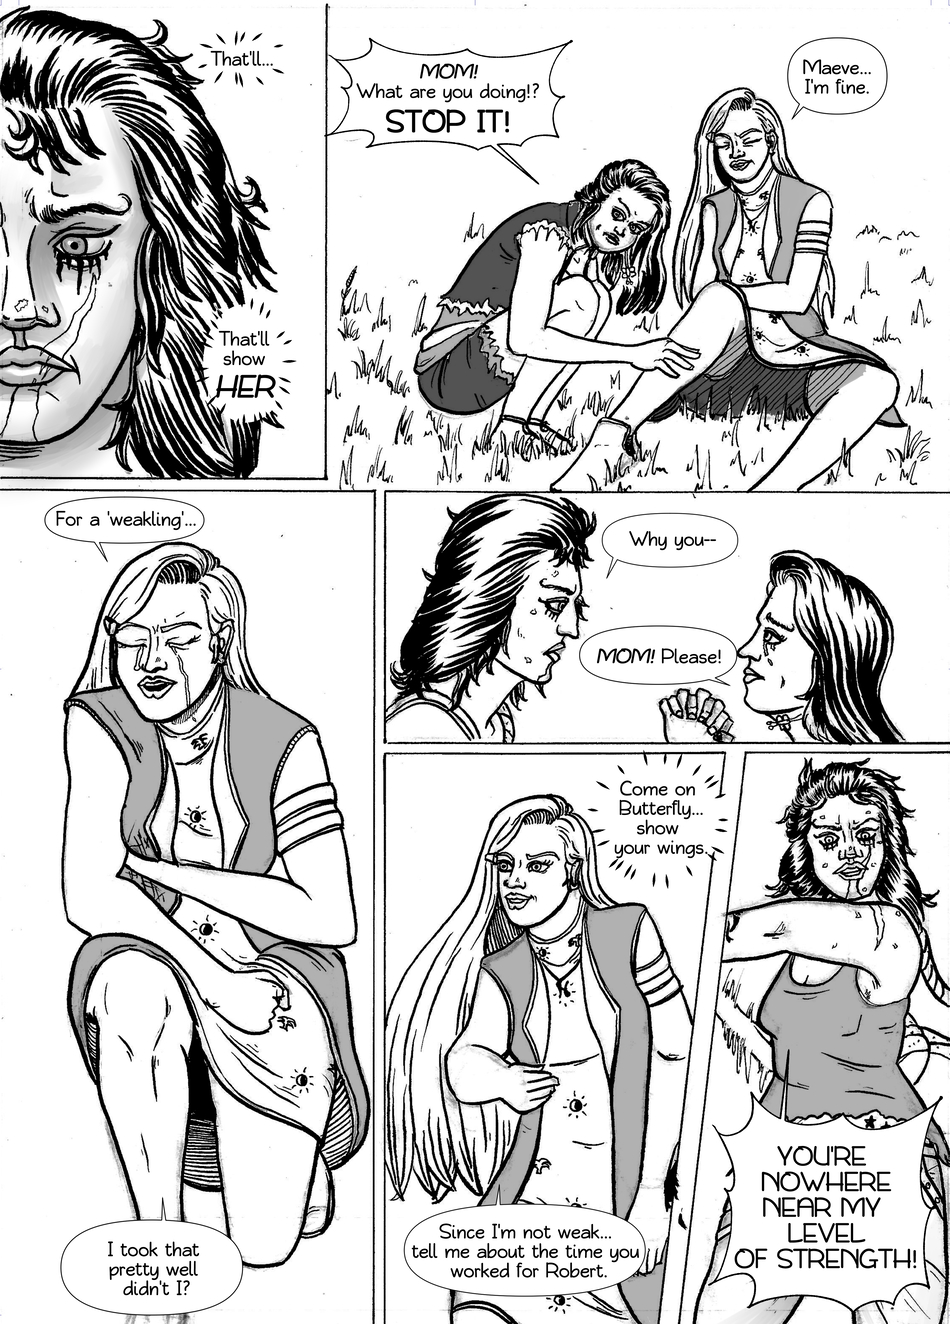 That'll...
That'll
show
HER
MOM!
What are you doing!?
STOP IT!
Maeve...
I'm fine.
For a 'weakling'...
I took that
pretty well
didn't I?
Why you--
MOM! Please!
Come on
Butterfly...
show
your wings.
Since I'm not weak...
tell me about the time you
worked for Robert.
YOU'RE
NOWHERE
NEAR MY
LEVEL
OF STRENGTH!